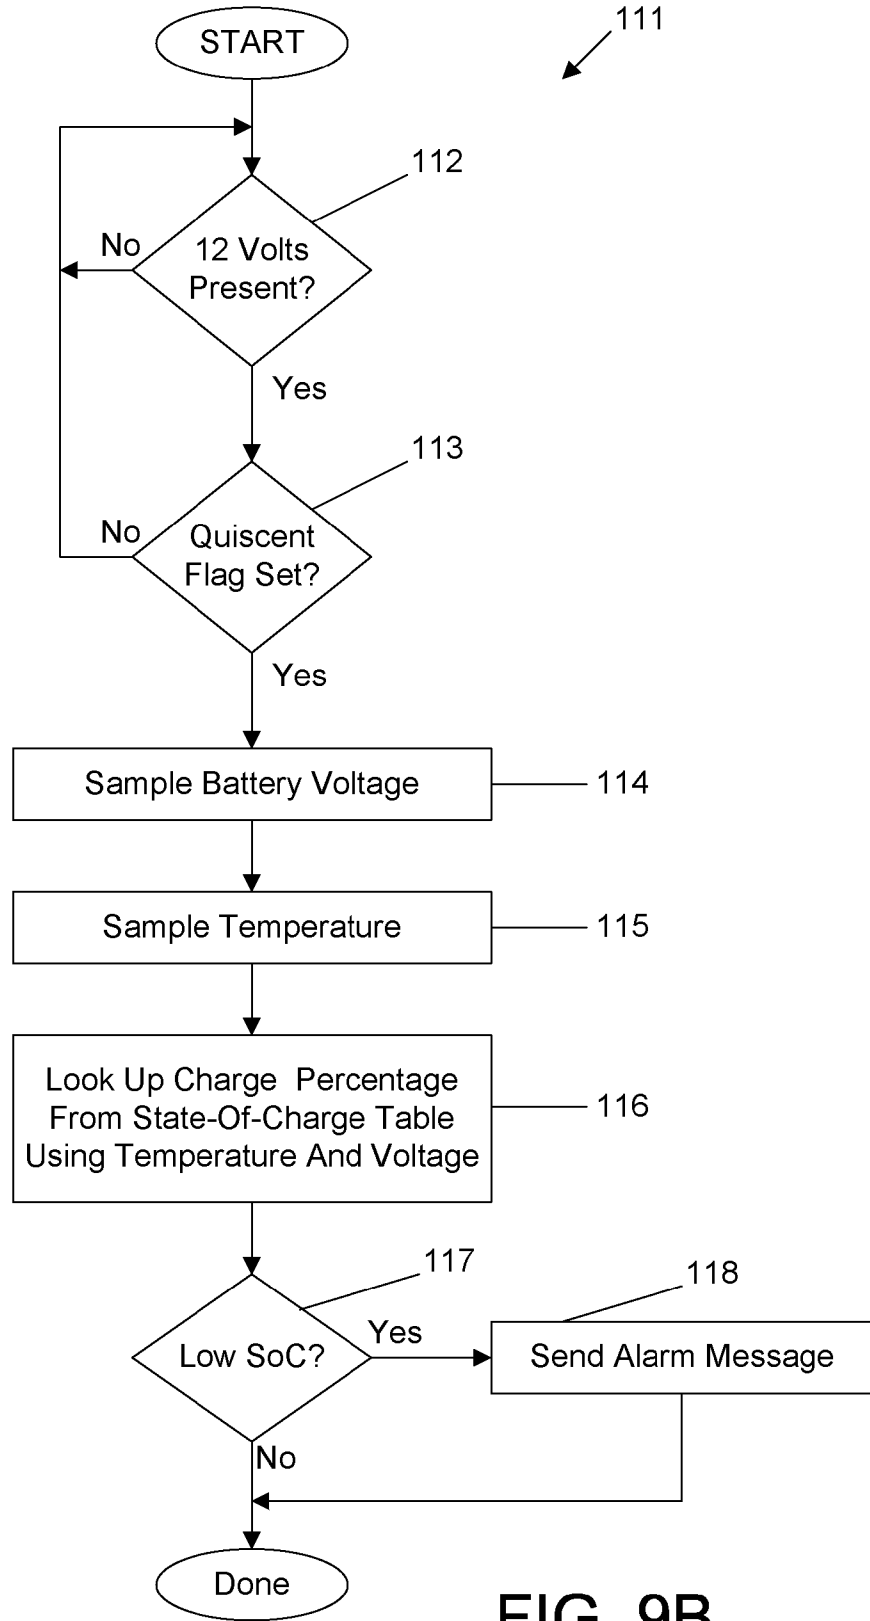 START
111
112
12 Volts
Present?
No
Yes
113
Quiscent
Flag Set?
No
Yes
Sample Battery Voltage
114
Sample Temperature
115
Look Up Charge Percentage
From State-Of-Charge Table
Using Temperature And Voltage
116
117
Low SoC?
Yes
118
Send Alarm Message
No
Done
FIG. 9B